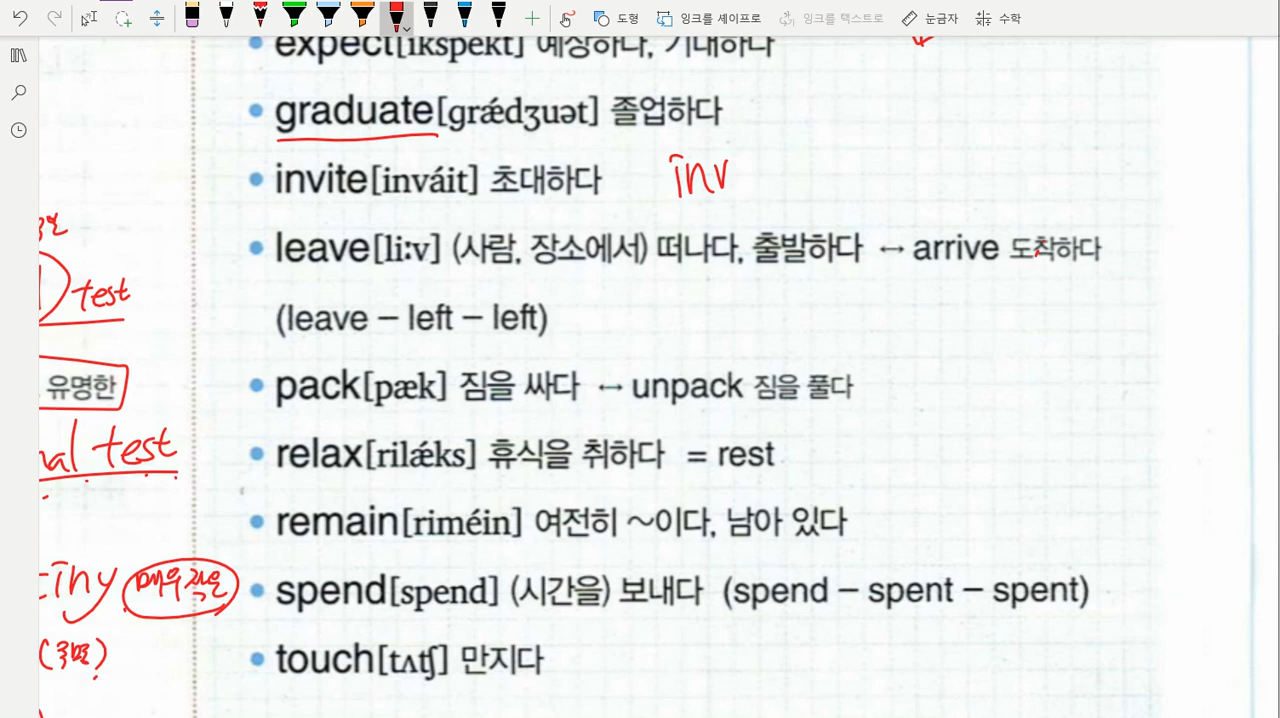 도형 잉크를 셰이프로 잉크를 텍스트로 눈금자 수학
expect[ikspékt] 예상하다, 기대하다
graduate[grǽdʒuət] 졸업하다
invite[inváit] 초대하다 inv
leave[li:v] (사람, 장소에서) 떠나다, 출발하다 ↔ arrive 도착하다
test
(leave – left – left)
유명한
pack[pæk] 짐을 싸다 ↔ unpack 짐을 풀다
nal test
relax[rilǽks] 휴식을 취하다 = rest
remain[riméin] 여전히 ~이다, 남아 있다
tiny 매우 작은
spend[spend] (시간을) 보내다 (spend – spent – spent)
touch[tʌtʃ] 만지다